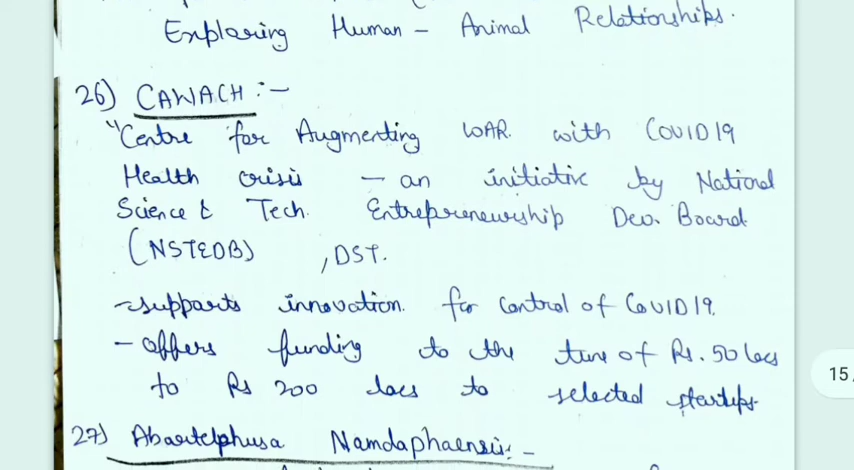 Exploring Human - Animal Relationships.
26) CAWACH :-
"Centre for Augmenting WAR. with COVID19
Health crisis - an initiative by National
Science & Tech. Entrepreneurship Dev. Board
(NSTEDB) , DST.
- supports innovation for control of COVID19.
- offers funding to the tune of Rs. 50 lacs
to Rs 200 lacs to selected startups
27) Abortelphusa Namdaphaensis: -
15